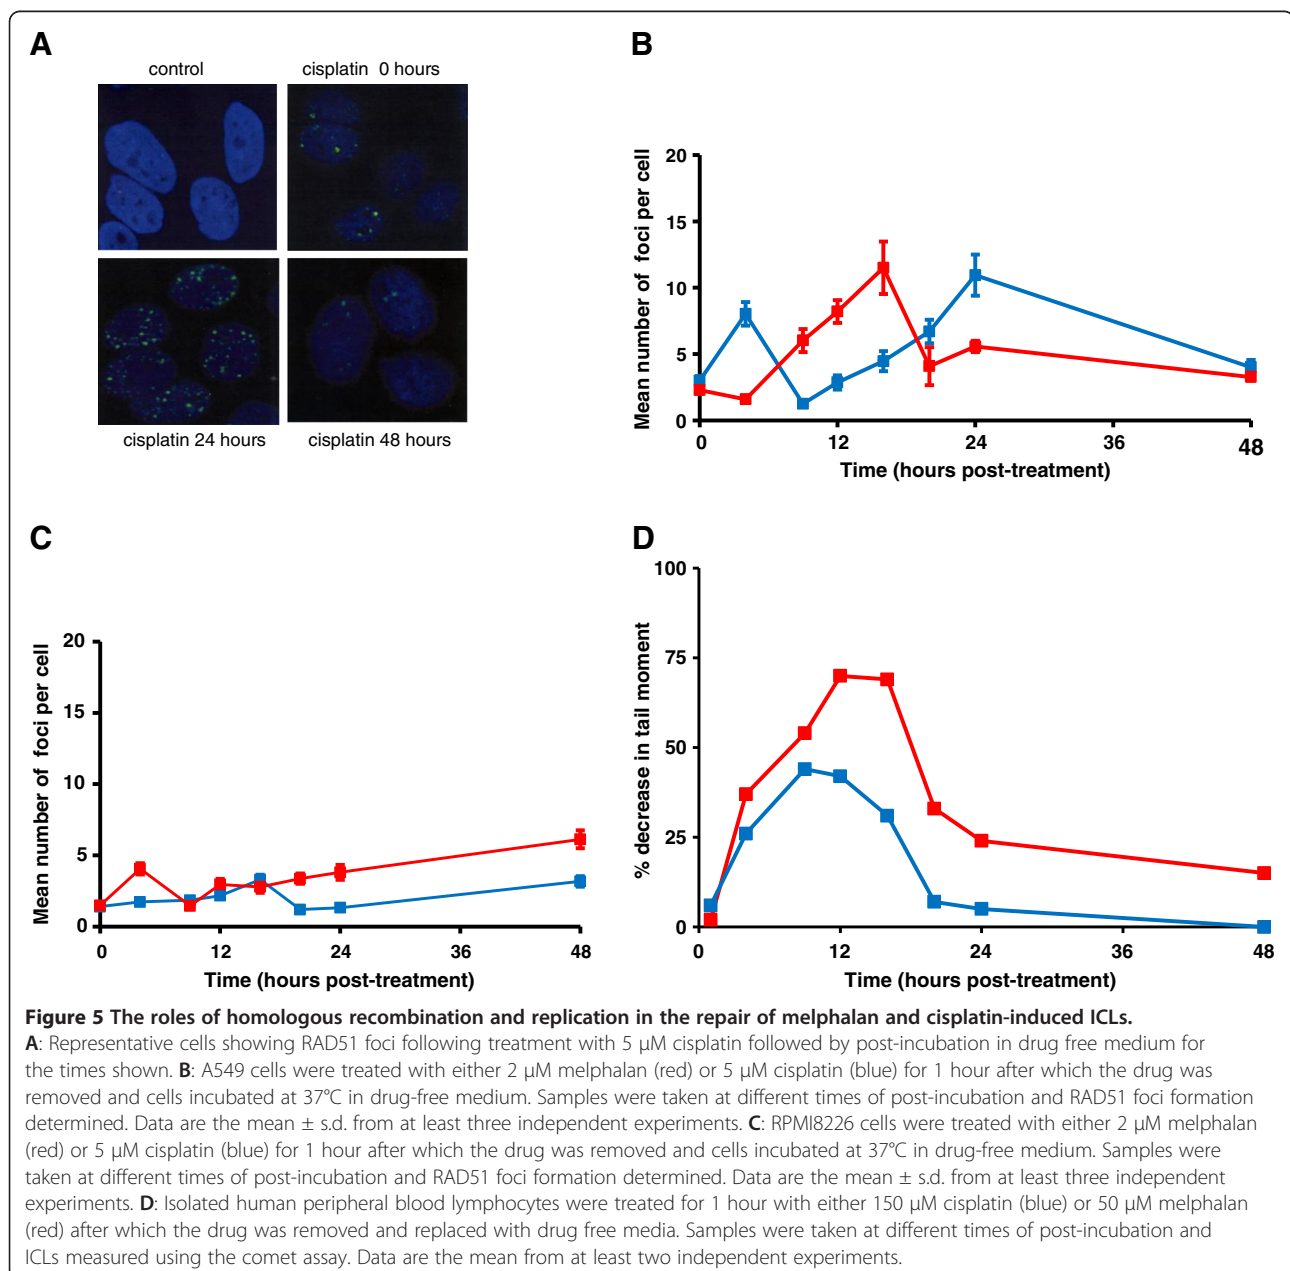 A
control
cisplatin 0 hours
cisplatin 24 hours
cisplatin 48 hours
B
Mean number of foci per cell
20
15
10
5
0
0
12
24
36
48
Time (hours post-treatment)
C
Mean number of foci per cell
20
15
10
5
0
0
12
24
36
48
Time (hours post-treatment)
D
% decrease in tail moment
100
75
50
25
0
0
12
24
36
48
Time (hours post-treatment)
Figure 5 The roles of homologous recombination and replication in the repair of melphalan and cisplatin-induced ICLs.
A: Representative cells showing RAD51 foci following treatment with 5 μM cisplatin followed by post-incubation in drug free medium for
the times shown. B: A549 cells were treated with either 2 μM melphalan (red) or 5 μM cisplatin (blue) for 1 hour after which the drug was
removed and cells incubated at 37°C in drug-free medium. Samples were taken at different times of post-incubation and RAD51 foci formation
determined. Data are the mean ± s.d. from at least three independent experiments. C: RPMI8226 cells were treated with either 2 μM melphalan
(red) or 5 μM cisplatin (blue) for 1 hour after which the drug was removed and cells incubated at 37°C in drug-free medium. Samples were
taken at different times of post-incubation and RAD51 foci formation determined. Data are the mean ± s.d. from at least three independent
experiments. D: Isolated human peripheral blood lymphocytes were treated for 1 hour with either 150 μM cisplatin (blue) or 50 μM melphalan
(red) after which the drug was removed and replaced with drug free media. Samples were taken at different times of post-incubation and
ICLs measured using the comet assay. Data are the mean from at least two independent experiments.